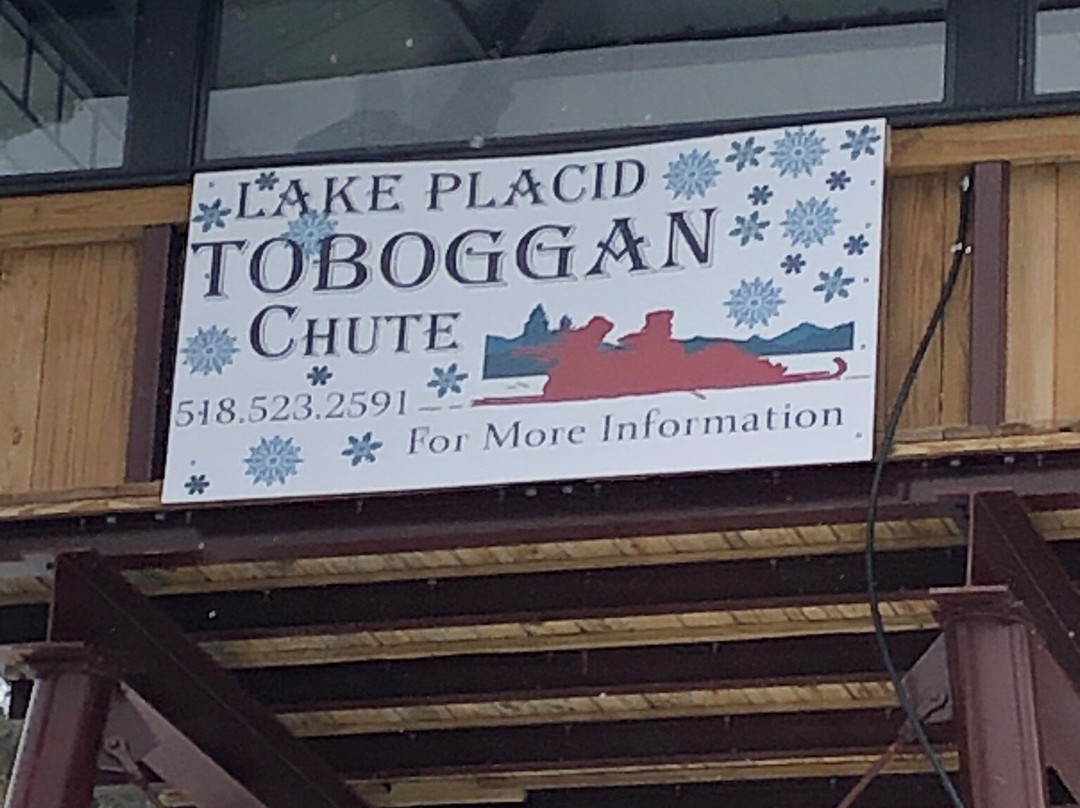 LAKE PLACID
TOBOGGAN
CHUTE
518.523.2591
For More Information